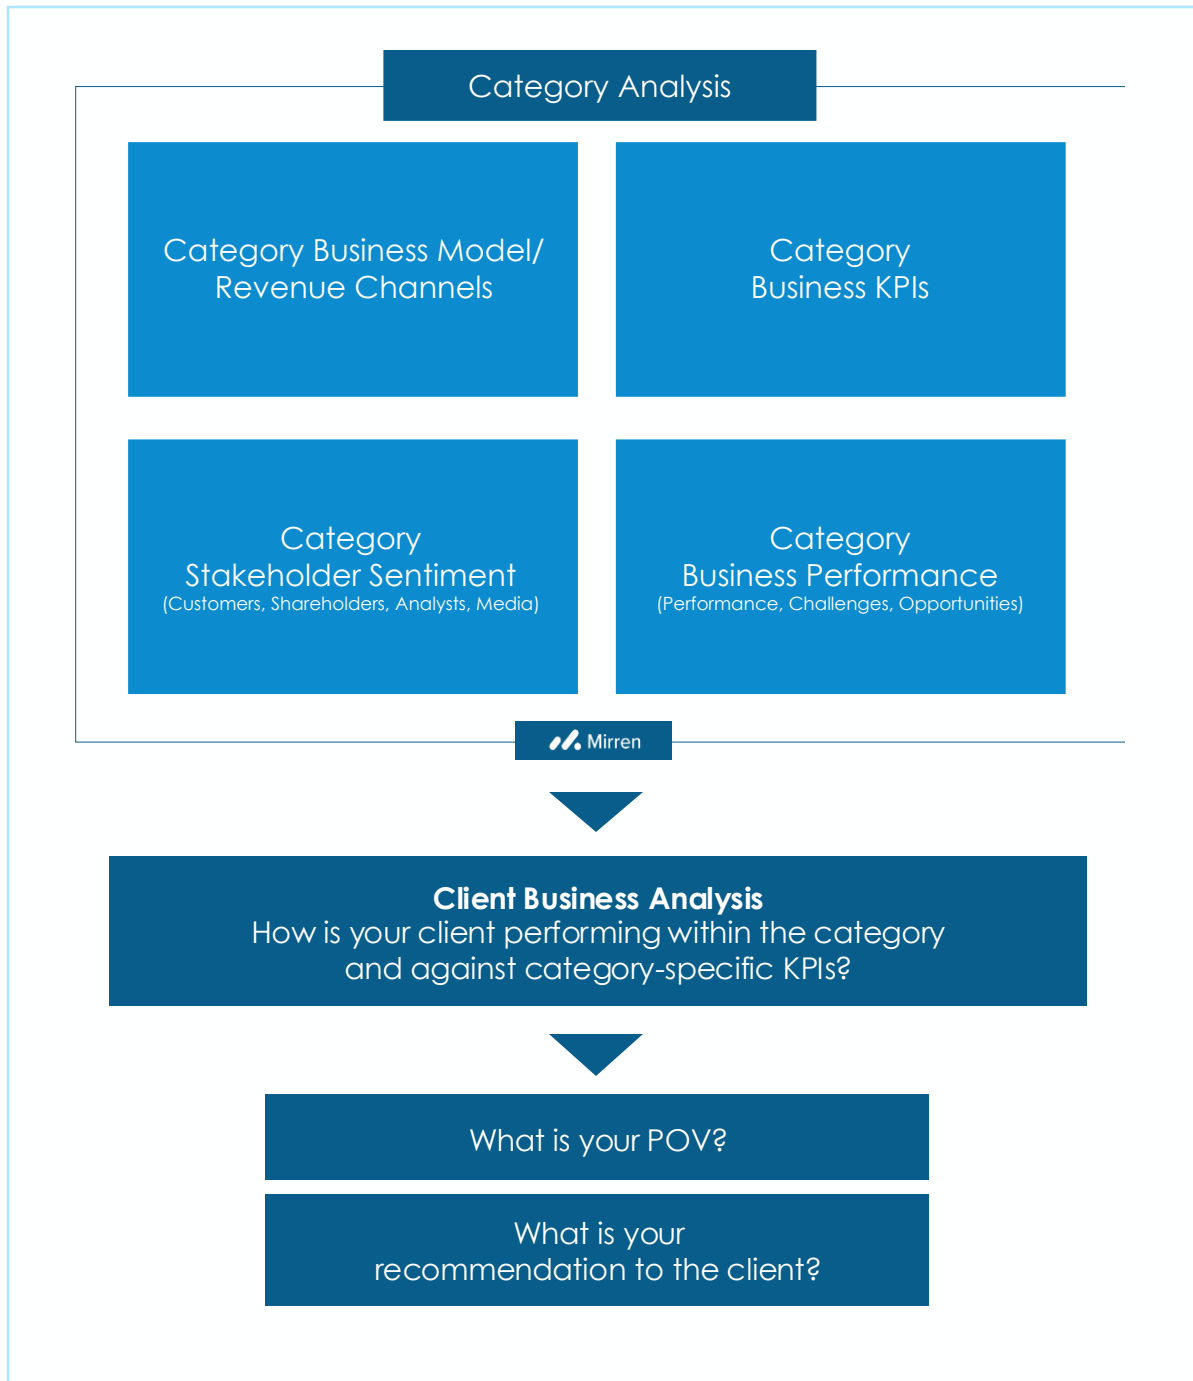 Category Analysis
Category Business Model/
Revenue Channels
Category
Business KPIs
Category
Stakeholder Sentiment
(Customers, Shareholders, Analysts, Media)
Category
Business Performance
(Performance, Challenges, Opportunities)
Mirren
Client Business Analysis
How is your client performing within the category
and against category-specific KPIs?
What is your POV?
What is your
recommendation to the client?